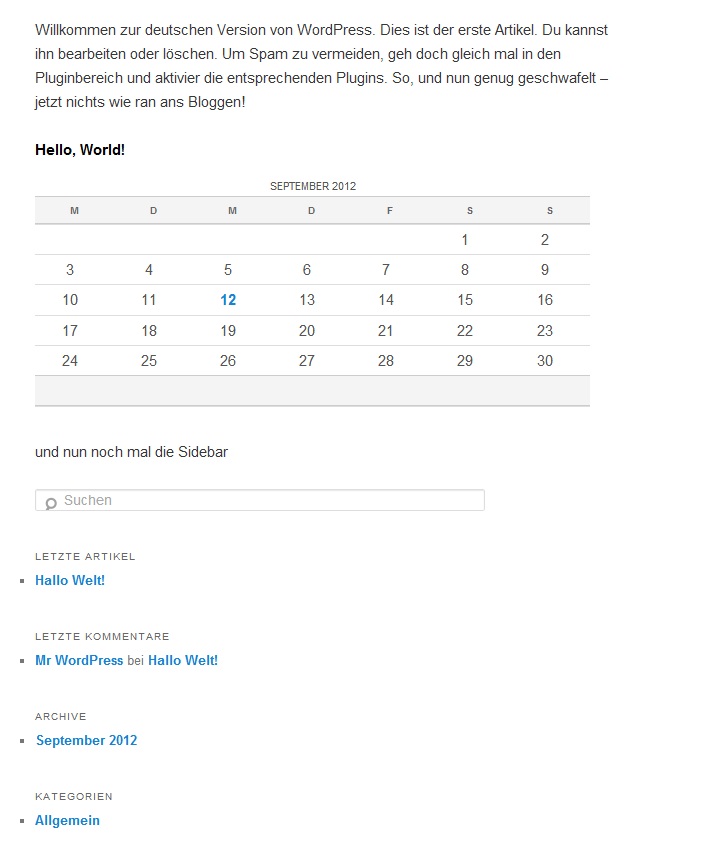 Willkommen zur deutschen Version von WordPress. Dies ist der erste Artikel. Du kannst
ihn bearbeiten oder löschen. Um Spam zu vermeiden, geh doch gleich mal in den
Pluginbereich und aktivier die entsprechenden Plugins. So, und nun genug geschwafelt –
jetzt nichts wie ran ans Bloggen!
Hello, World!
SEPTEMBER 2012
M D M D F S S
1 2
3 4 5 6 7 8 9
10 11 12 13 14 15 16
17 18 19 20 21 22 23
24 25 26 27 28 29 30
und nun noch mal die Sidebar
Suchen
LETZTE ARTIKEL
Hallo Welt!
LETZTE KOMMENTARE
Mr WordPress bei Hallo Welt!
ARCHIVE
September 2012
KATEGORIEN
Allgemein